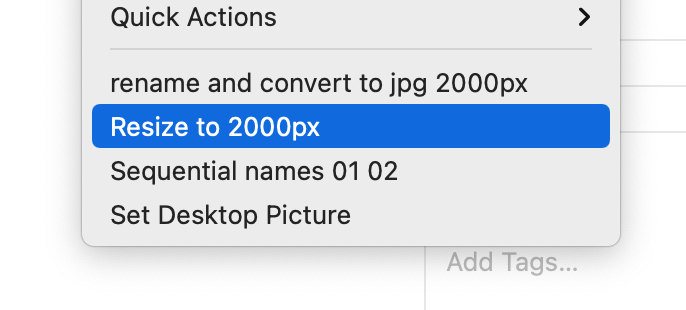 Quick Actions
rename and convert to jpg 2000px
Resize to 2000px
Sequential names 01 02
Set Desktop Picture
Add Tags...